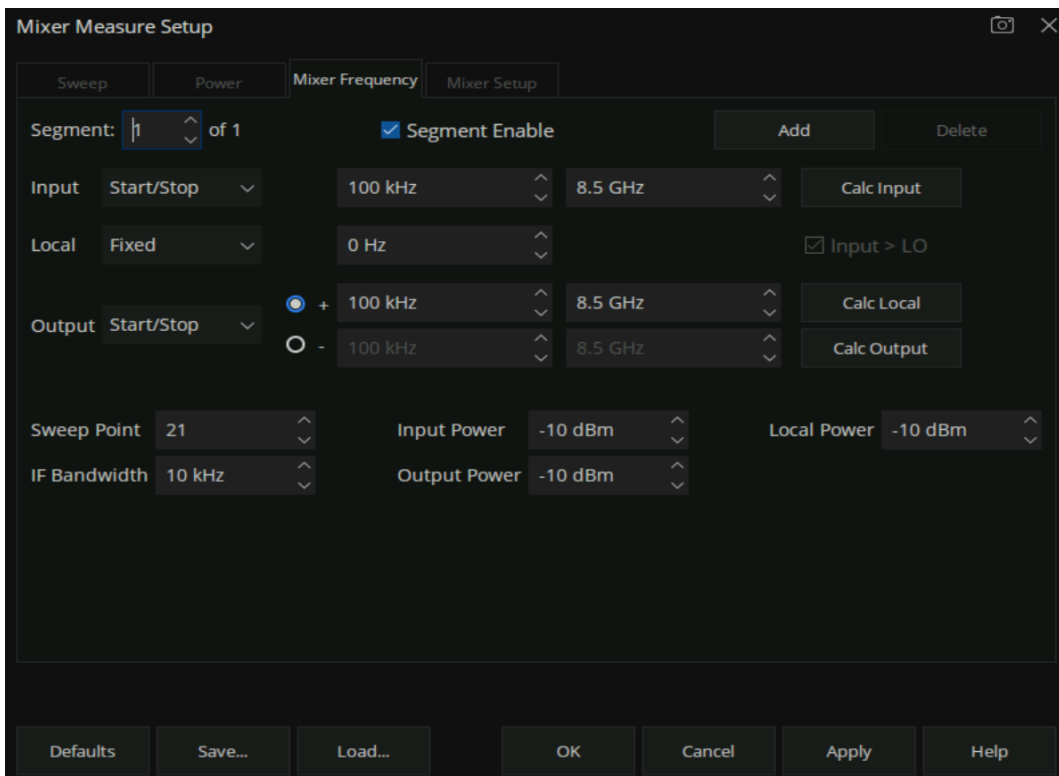 Mixer Measure Setup
Sweep Power Mixer Frequency Mixer Setup
Segment: 1 of 1 Segment Enable Add Delete
Input Start/Stop 100 kHz 8.5 GHz Calc Input
Local Fixed 0 Hz Input > LO
Output Start/Stop + 100 kHz 8.5 GHz Calc Local
- 100 kHz 8.5 GHz Calc Output
Sweep Point 21 Input Power -10 dBm Local Power -10 dBm
IF Bandwidth 10 kHz Output Power -10 dBm
Defaults Save... Load... OK Cancel Apply Help